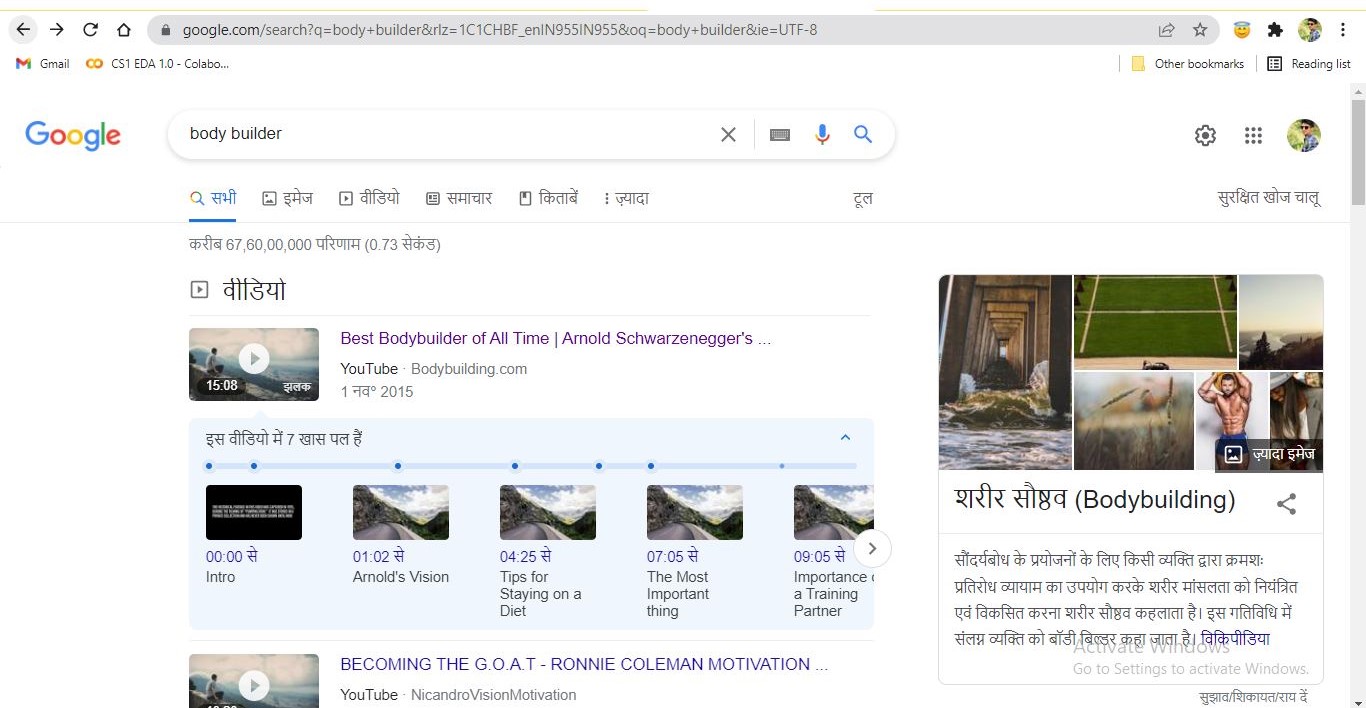 google.com/search?q=body+builder&rlz=1C1CHBF_enIN955IN955&oq=body+builder&ie=UTF-8
Gmail CS1 EDA 1.0 - Colabo... Other bookmarks Reading list
Google body builder
सभी इमेज वीडियो समाचार किताबें ज़्यादा टूल सुरक्षित खोज चालू
करीब 67,60,00,000 परिणाम (0.73 सेकंड)
वीडियो
Best Bodybuilder of All Time | Arnold Schwarzenegger's ...
YouTube · Bodybuilding.com
1 नव॰ 2015
15:08 झलक
इस वीडियो में 7 खास पल हैं
00:00 से
Intro
01:02 से
Arnold's Vision
04:25 से
Tips for
Staying on a
Diet
07:05 से
The Most
Important
thing
09:05 से
Importance
a Training
Partner
BECOMING THE G.O.A.T - RONNIE COLEMAN MOTIVATION ...
YouTube · NicandroVisionMotivation
ज़्यादा इमेज
शरीर सौष्ठव (Bodybuilding)
सौंदर्यबोध के प्रयोजनों के लिए किसी व्यक्ति द्वारा क्रमशः
प्रतिरोध व्यायाम का उपयोग करके शरीर मांसलता को नियंत्रित
एवं विकसित करना शरीर सौष्ठव कहलाता है। इस गतिविधि में
संलग्न व्यक्ति को बॉडी बिल्डर कहा जाता है। विकिपीडिया
Activate Windows
Go to Settings to activate Windows.
सुझाव/शिकायत/राय दें